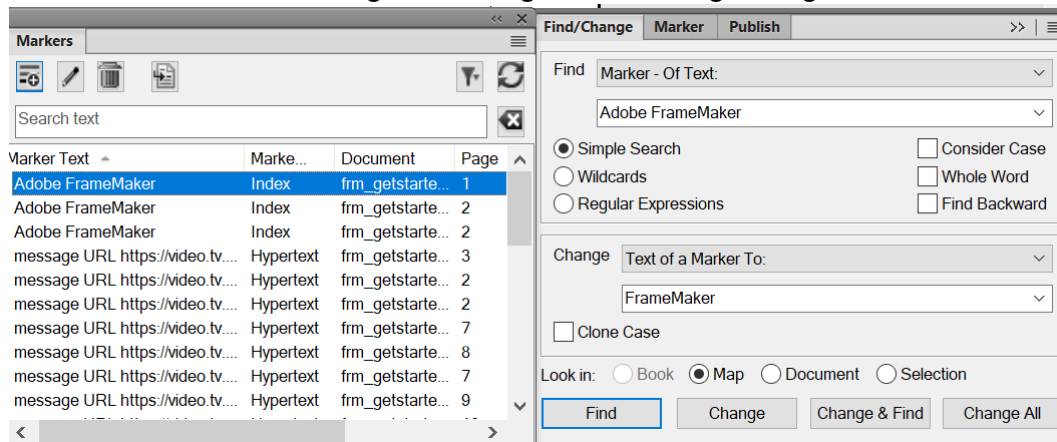 Markers
Search text
Marker Text Marke... Document Page
Adobe FrameMaker Index frm_getstarte... 1
Adobe FrameMaker Index frm_getstarte... 2
Adobe FrameMaker Index frm_getstarte... 2
message URL https://video.tv.... Hypertext frm_getstarte... 3
message URL https://video.tv.... Hypertext frm_getstarte... 2
message URL https://video.tv.... Hypertext frm_getstarte... 2
message URL https://video.tv.... Hypertext frm_getstarte... 7
message URL https://video.tv.... Hypertext frm_getstarte... 8
message URL https://video.tv.... Hypertext frm_getstarte... 7
message URL https://video.tv.... Hypertext frm_getstarte... 9
Find/Change Marker Publish
Find Marker - Of Text:
Adobe FrameMaker
Simple Search Consider Case
Wildcards Whole Word
Regular Expressions Find Backward
Change Text of a Marker To:
FrameMaker
Clone Case
Look in: Book Map Document Selection
Find Change Change & Find Change All